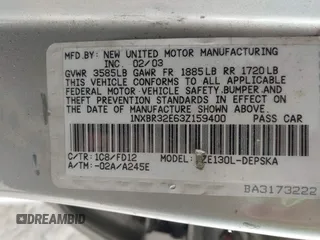 MFD.BY: NEW UNITED MOTOR MANUFACTURING
INC. 02/03
GVWR 3585LB GAWR FR 1885LB RR 1720LB
THIS VEHICLE CONFORMS TO ALL APPLICABLE
FEDERAL MOTOR VEHICLE SAFETY, BUMPER, AND
THEFT PREVENTION STANDARDS IN EFFECT ON
THE DATE OF MANUFACTURE SHOWN ABOVE.
1NXBR32E63Z159400 PASS CAR
C/TR: 1C8/FD12 MODEL: ZZE130L-DEPSKA
A/TM: -02A/A245E
BA3173222
DREAMBID